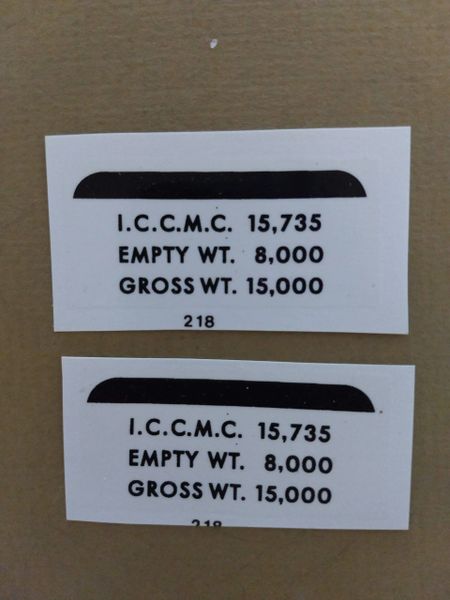 I.C.C.M.C. 15,735
EMPTY WT. 8,000
GROSS WT. 15,000
218
I.C.C.M.C. 15,735
EMPTY WT. 8,000
GROSS WT. 15,000
218